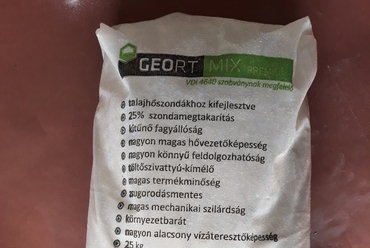 GEORT MIX PREMIUM
VDI 4640 szabványnak megfelelő
talajhőszondákhoz kifejlesztve
25% szondamegtakarítás
kitűnő fagyállóság
nagyon magas hővezetőképesség
nagyon könnyű feldolgozhatóság
töltőszivattyú-kímélő
magas termékminőség
zsugorodásmentes
magas mechanikai szilárdság
környezetbarát
nagyon alacsony vízáteresztőképesség
25 kg